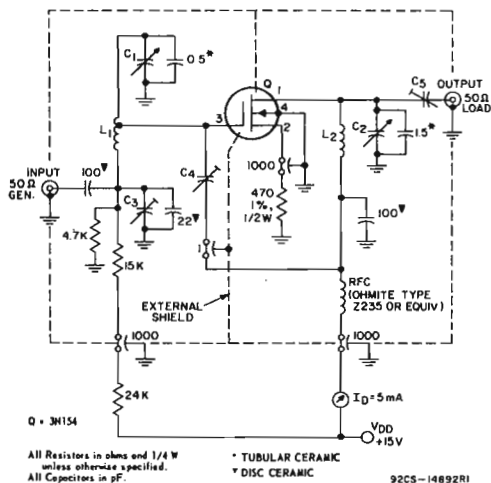 C1
0.5*
Q
1
4
3
2
C5
OUTPUT
50Ω
LOAD
L1
C4
L2
C2
1.5*
INPUT
50Ω
GEN.
100▼
1000
C3
22▼
470
1%,
1/2W
100▼
4.7K
15K
1
RFC
(OHMITE TYPE
Z235 OR EQUIV)
EXTERNAL
SHIELD
1000
1000
24K
ID=5mA
VDD
+15V
Q = 3N154
All Resistors in ohms and 1/4 W
unless otherwise specified.
All Capacitors in pF.
* TUBULAR CERAMIC
▼ DISC CERAMIC
92CS-14892R1